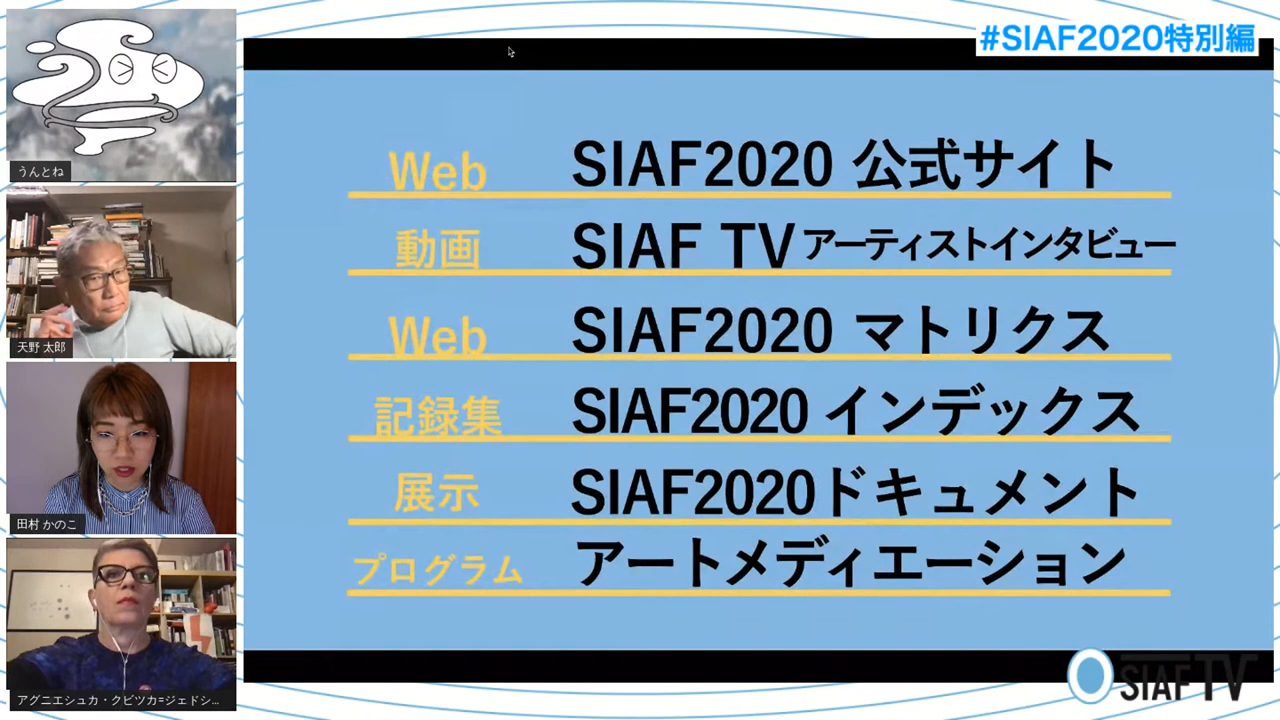 #SIAF2020特別編
うんとね
天野 太郎
田村 かのこ
アグニエシュカ・クビツカ=ジェドシ...
Web SIAF2020 公式サイト
動画 SIAF TVアーティストインタビュー
Web SIAF2020 マトリクス
記録集 SIAF2020 インデックス
展示 SIAF2020ドキュメント
プログラム アートメディエーション
SIAF TV